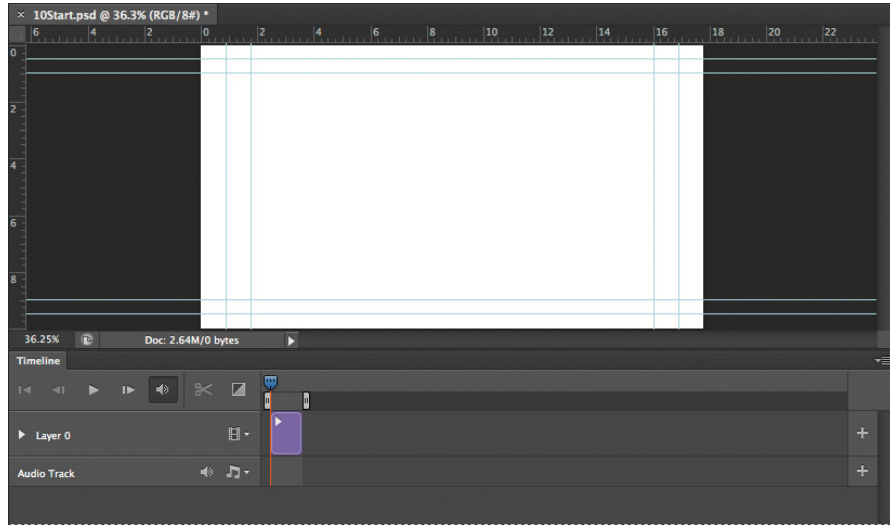 × 10Start.psd @ 36.3% (RGB/8#) *
6 4 2 0 2 4 6 8 10 12 14 16 18 20 22
0
2
4
6
8
36.25% Doc: 2.64M/0 bytes
Timeline
Layer 0
Audio Track